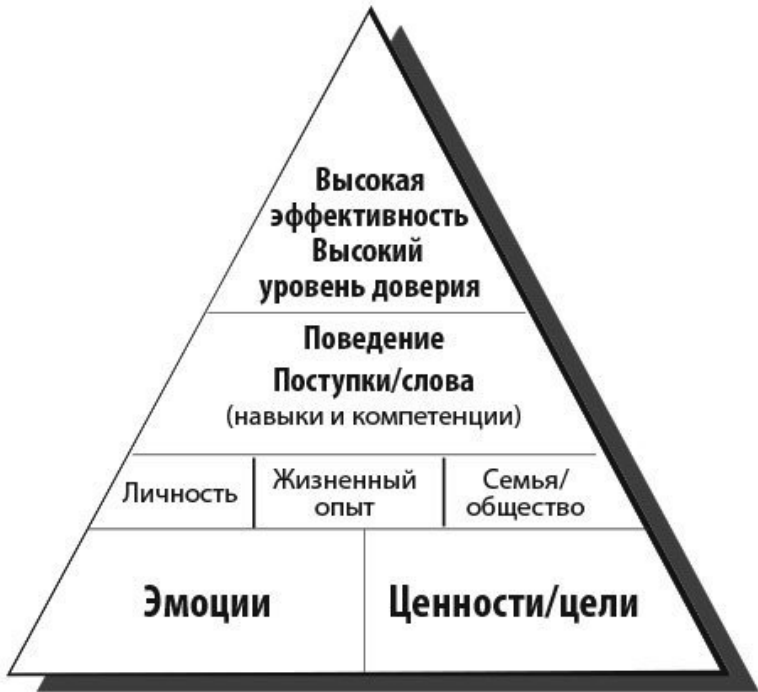 Высокая
эффективность
Высокий
уровень доверия
Поведение
Поступки/слова
(навыки и компетенции)
Личность
Жизненный
опыт
Семья/
общество
Эмоции
Ценности/цели